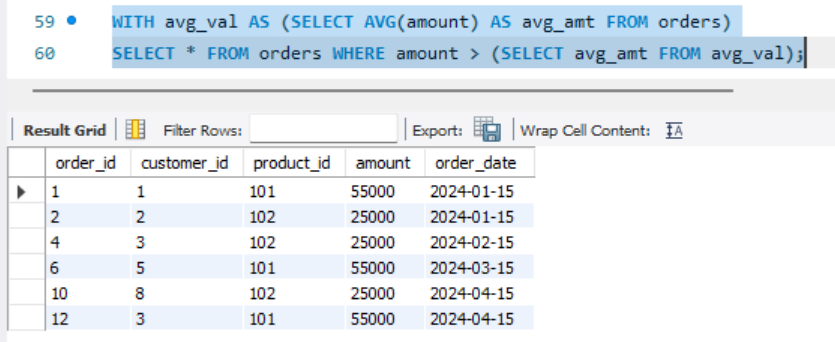 59 WITH avg_val AS (SELECT AVG(amount) AS avg_amt FROM orders)
60 SELECT * FROM orders WHERE amount > (SELECT avg_amt FROM avg_val);
Result Grid Filter Rows: Export: Wrap Cell Content: IA
order_id customer_id product_id amount order_date
1 1 101 55000 2024-01-15
2 2 102 25000 2024-01-15
4 3 102 25000 2024-02-15
6 5 101 55000 2024-03-15
10 8 102 25000 2024-04-15
12 3 101 55000 2024-04-15